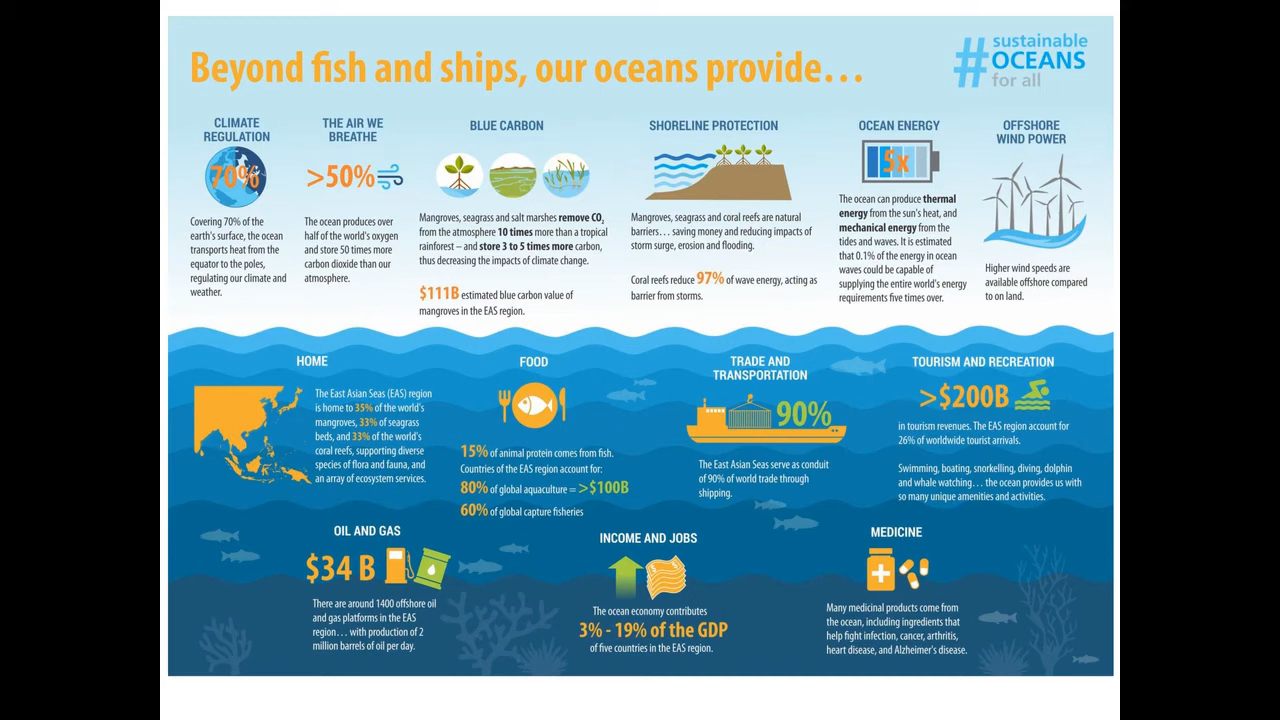 Beyond fish and ships, our oceans provide…
#sustainable
OCEANS
for all
CLIMATE
REGULATION
70%
Covering 70% of the
earth's surface, the ocean
transports heat from the
equator to the poles,
regulating our climate and
weather.
THE AIR WE
BREATHE
>50%
The ocean produces over
half of the world's oxygen
and store 50 times more
carbon dioxide than our
atmosphere.
BLUE CARBON
Mangroves, seagrass and salt marshes remove CO₂
from the atmosphere 10 times more than a tropical
rainforest – and store 3 to 5 times more carbon,
thus decreasing the impacts of climate change.
$111B estimated blue carbon value of
mangroves in the EAS region.
SHORELINE PROTECTION
Mangroves, seagrass and coral reefs are natural
barriers… saving money and reducing impacts of
storm surge, erosion and flooding.
Coral reefs reduce 97% of wave energy, acting as
barrier from storms.
OCEAN ENERGY
5x
The ocean can produce thermal
energy from the sun's heat, and
mechanical energy from the
tides and waves. It is estimated
that 0.1% of the energy in ocean
waves could be capable of
supplying the entire world's energy
requirements five times over.
OFFSHORE
WIND POWER
Higher wind speeds are
available offshore compared
to on land.
HOME
The East Asian Seas (EAS) region
is home to 35% of the world's
mangroves, 33% of seagrass
beds, and 33% of the world's
coral reefs, supporting diverse
species of flora and fauna, and
an array of ecosystem services.
FOOD
15% of animal protein comes from fish.
Countries of the EAS region account for:
80% of global aquaculture = >$100B
60% of global capture fisheries
TRADE AND
TRANSPORTATION
90%
The East Asian Seas serve as conduit
of 90% of world trade through
shipping.
TOURISM AND RECREATION
>$200B
in tourism revenues. The EAS region account for
26% of worldwide tourist arrivals.
Swimming, boating, snorkelling, diving, dolphin
and whale watching… the ocean provides us with
so many unique amenities and activities.
OIL AND GAS
$34 B
There are around 1400 offshore oil
and gas platforms in the EAS
region… with production of 2
million barrels of oil per day.
INCOME AND JOBS
The ocean economy contributes
3% - 19% of the GDP
of five countries in the EAS region.
MEDICINE
Many medicinal products come from
the ocean, including ingredients that
help fight infection, cancer, arthritis,
heart disease, and Alzheimer's disease.